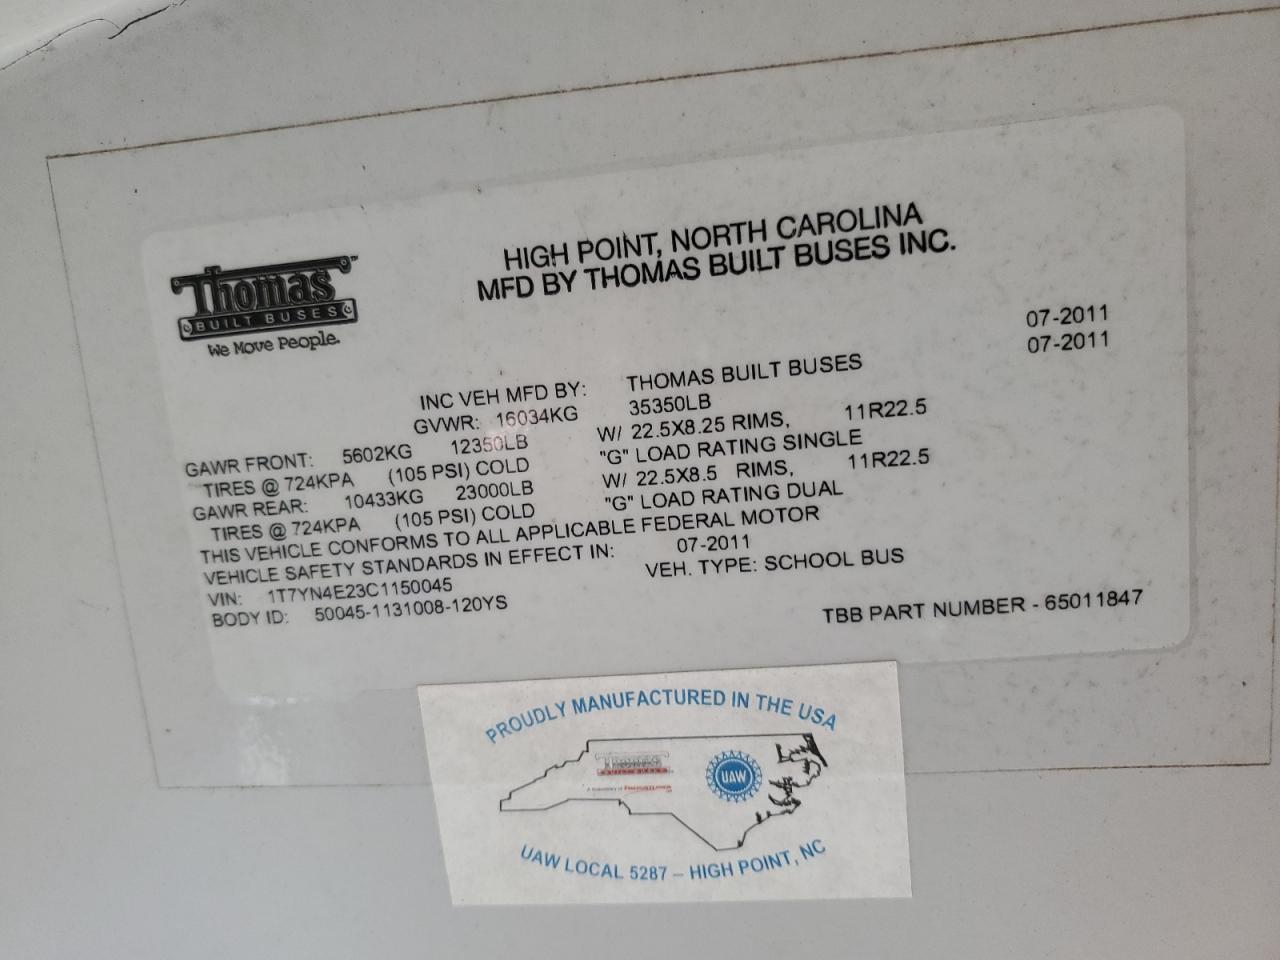 Thomas
BUILT BUSES
We Move People.
HIGH POINT, NORTH CAROLINA
MFD BY THOMAS BUILT BUSES INC.
07-2011
INC VEH MFD BY: THOMAS BUILT BUSES 07-2011
GVWR: 16034KG 35350LB
GAWR FRONT: 5602KG 12350LB W/ 22.5X8.25 RIMS, 11R22.5
TIRES @ 724KPA (105 PSI) COLD "G" LOAD RATING SINGLE
GAWR REAR: 10433KG 23000LB W/ 22.5X8.5 RIMS, 11R22.5
TIRES @ 724KPA (105 PSI) COLD "G" LOAD RATING DUAL
THIS VEHICLE CONFORMS TO ALL APPLICABLE FEDERAL MOTOR
VEHICLE SAFETY STANDARDS IN EFFECT IN: 07-2011
VIN: 1T7YN4E23C1150045 VEH. TYPE: SCHOOL BUS
BODY ID: 50045-1131008-120YS
TBB PART NUMBER - 65011847
PROUDLY MANUFACTURED IN THE USA
Thomas
BUILT BUSES
UAW
UAW LOCAL 5287 – HIGH POINT, NC